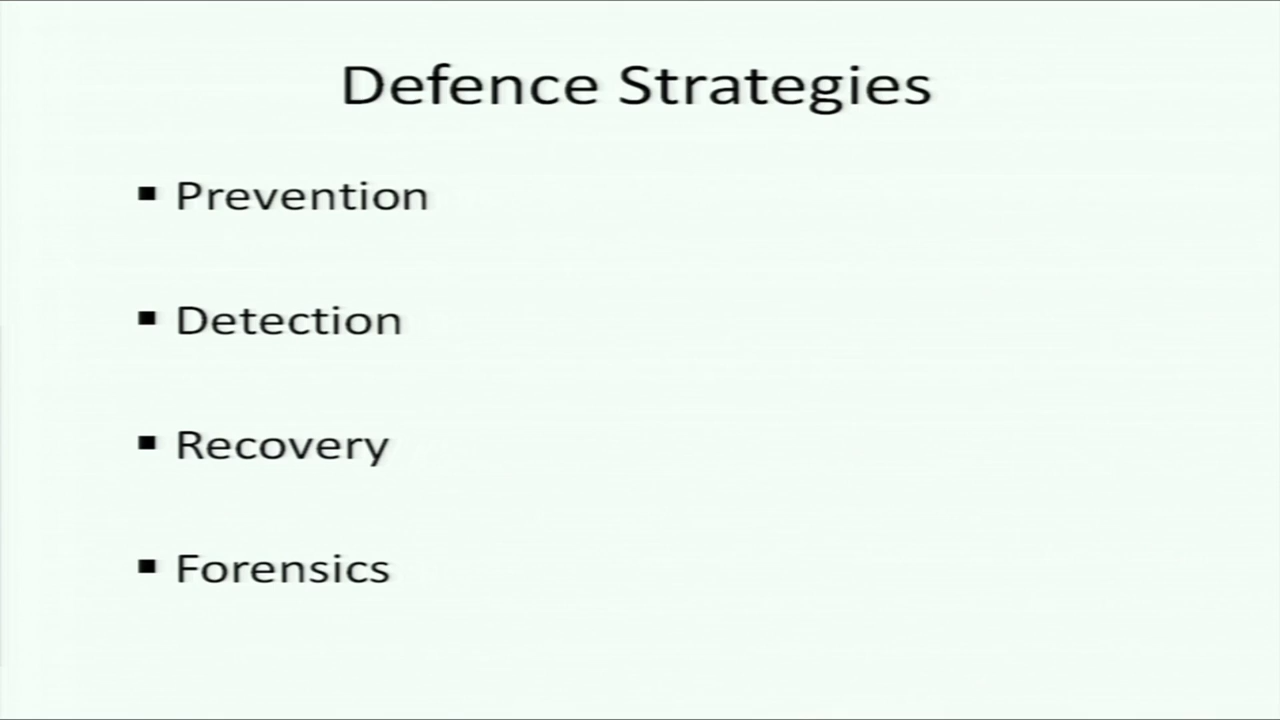 Defence Strategies
▪ Prevention
▪ Detection
▪ Recovery
▪ Forensics